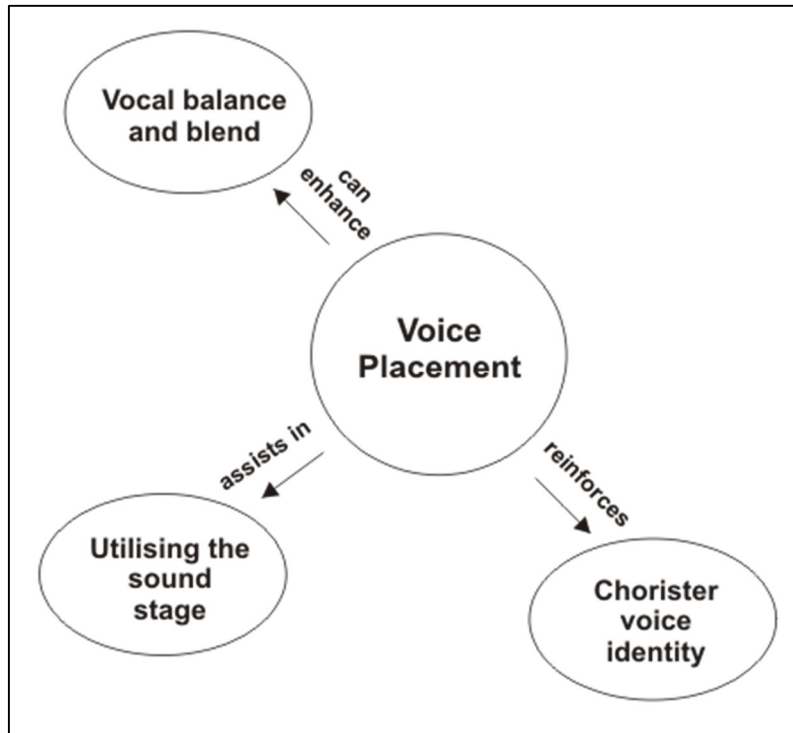 Vocal balance
and blend
can
enhance
Voice
Placement
assists in
reinforces
Utilising the
sound
stage
Chorister
voice
identity